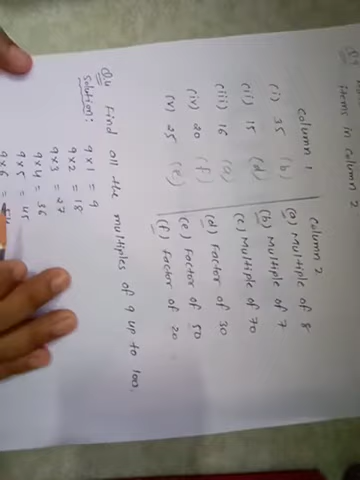 items in Column 2
Column 1 Column 2
(i) 35 (b) (a) Multiple of 8
(ii) 15 (d) (b) Multiple of 7
(iii) 16 (a) (c) Multiple of 70
(iv) 20 (f) (d) Factor of 30
(v) 25 (e) (e) Factor of 50
(f) Factor of 20
Q4 Find all the multiples of 9 up to 100.
Solution: 9 x 1 = 9
9 x 2 = 18
9 x 3 = 27
9 x 4 = 36
9 x 5 = 45
9 x 6 = 54